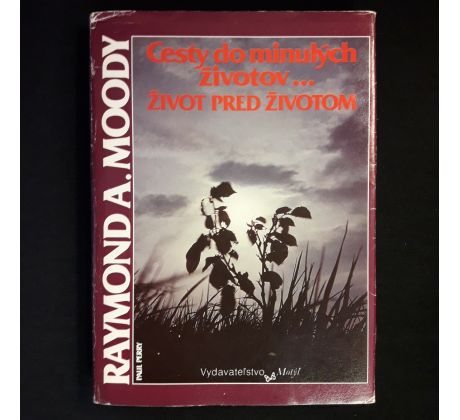 RAYMOND A. MOODY
PAUL PERRY
Cesty do minulých
životov...
ŽIVOT PRED ŽIVOTOM
Vydavateľstvo Motýľ